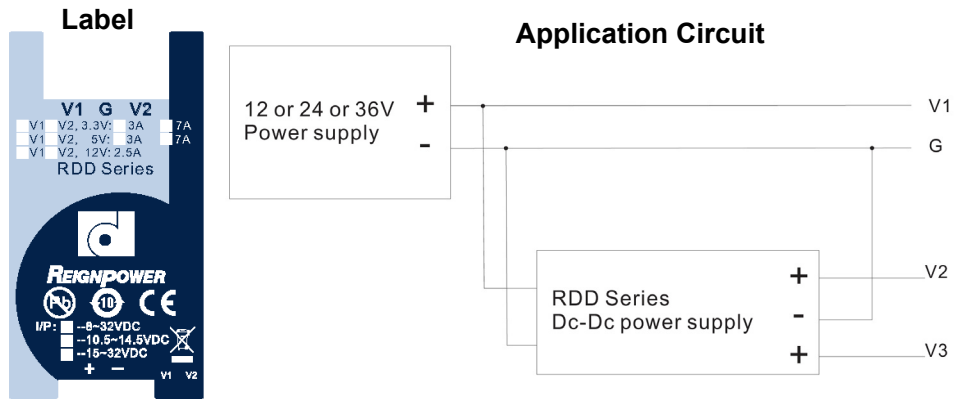 Label
V1 G V2
V1 V2, 3.3V: 3A 7A
V1 V2, 5V: 3A 7A
V1 V2, 12V: 2.5A
RDD Series
d
REIGNPOWER
Pb 10 CE
I/P: --8~32VDC
--10.5~14.5VDC
--15~32VDC
+ –
V1 V2
Application Circuit
12 or 24 or 36V +
Power supply -
V1
G
RDD Series
Dc-Dc power supply
+
-
+
V2
V3